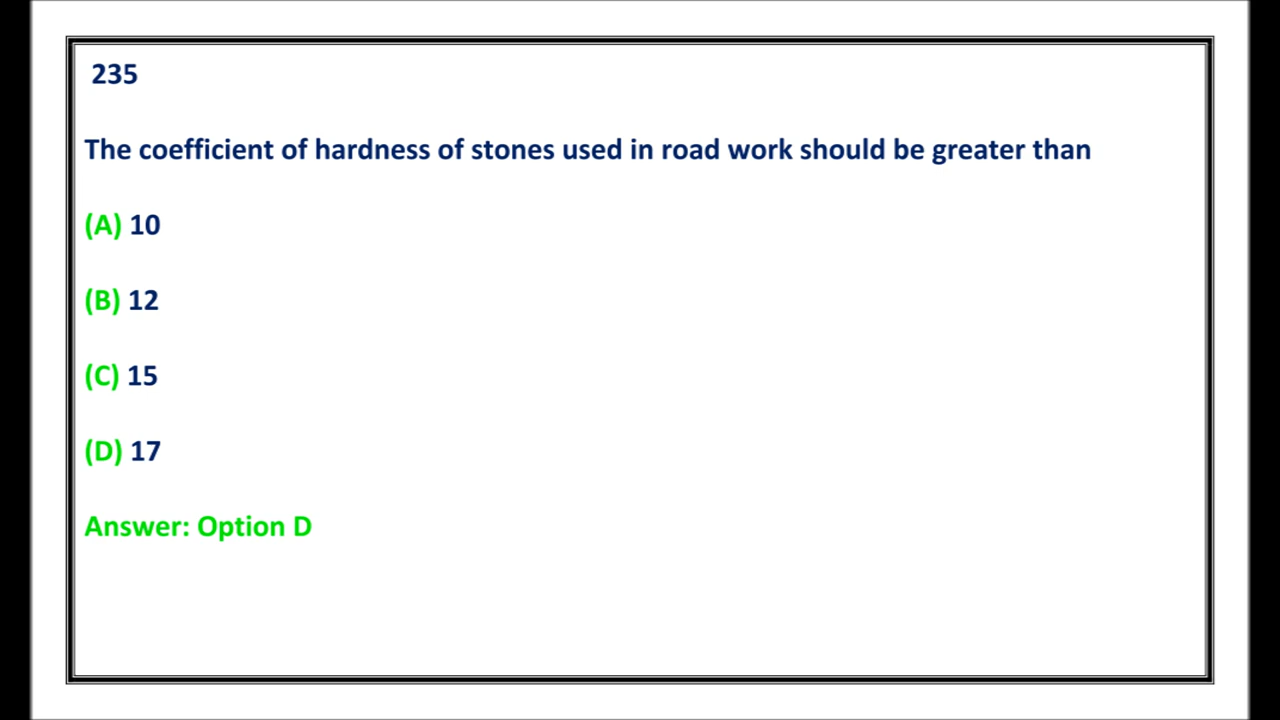 235
The coefficient of hardness of stones used in road work should be greater than
(A) 10
(B) 12
(C) 15
(D) 17
Answer: Option D